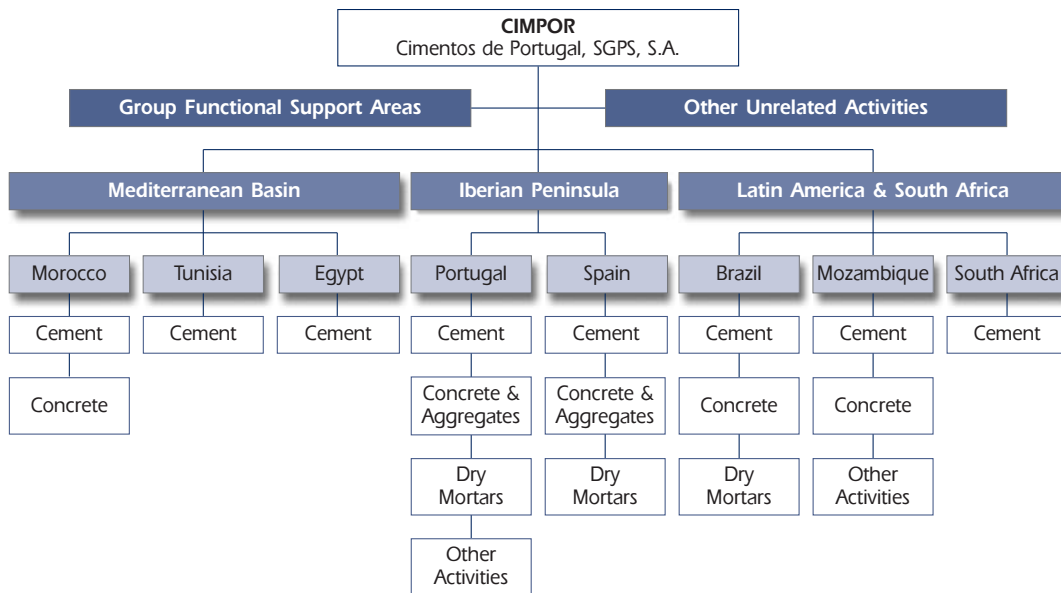 CIMPOR
Cimentos de Portugal, SGPS, S.A.
Group Functional Support Areas
Other Unrelated Activities
Mediterranean Basin
Iberian Peninsula
Latin America & South Africa
Morocco
Tunisia
Egypt
Portugal
Spain
Brazil
Mozambique
South Africa
Cement
Cement
Cement
Cement
Cement
Cement
Cement
Cement
Concrete
Concrete &
Aggregates
Concrete &
Aggregates
Concrete
Concrete
Dry
Mortars
Dry
Mortars
Dry
Mortars
Other
Activities
Other
Activities